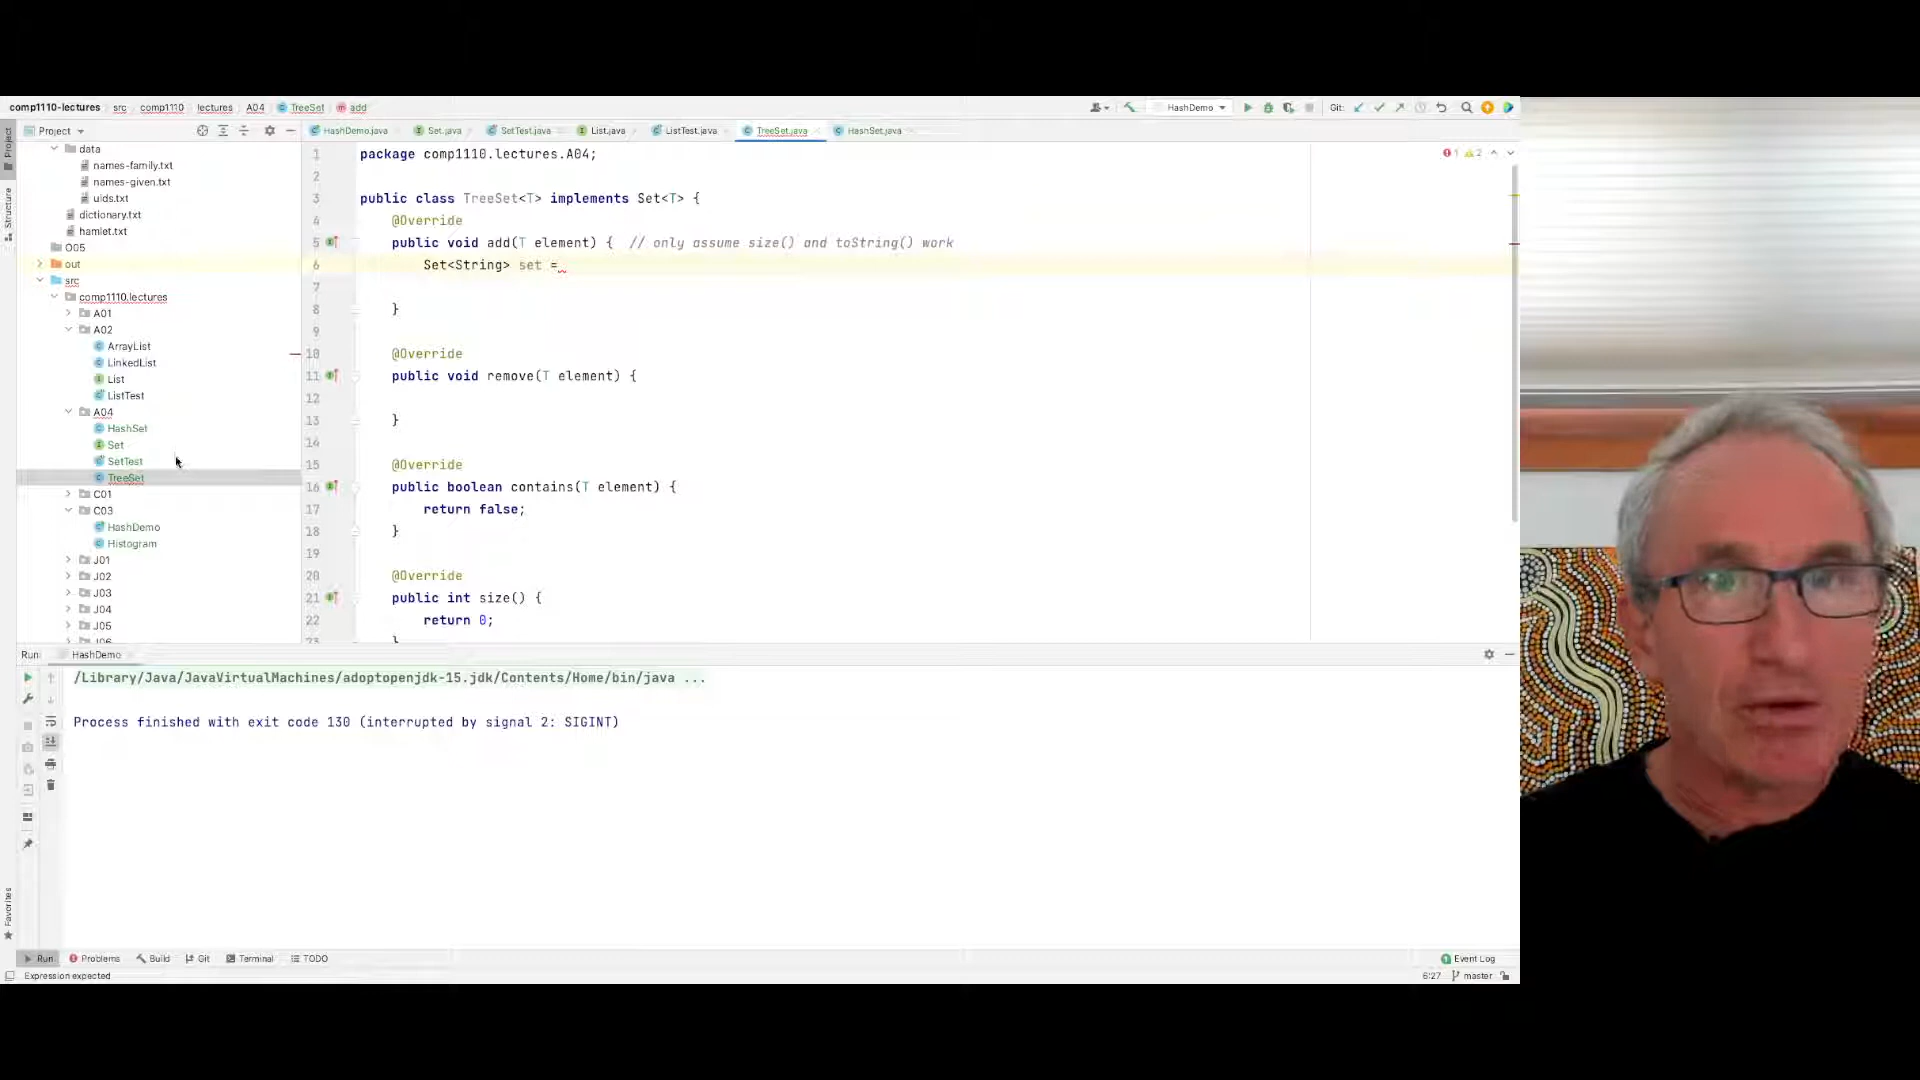 comp1110-lectures src comp1110 lectures A04 TreeSet add
HashDemo
Git:
Project
HashDemo.java
Set.java
SetTest.java
List.java
ListTest.java
TreeSet.java
HashSet.java
Project
Structure
Favorites
data
names-family.txt
names-given.txt
uids.txt
dictionary.txt
hamlet.txt
O05
out
src
comp1110.lectures
A01
A02
ArrayList
LinkedList
List
ListTest
A04
HashSet
Set
SetTest
TreeSet
C01
C03
HashDemo
Histogram
J01
J02
J03
J04
J05
J06
1 package comp1110.lectures.A04;
2
3 public class TreeSet<T> implements Set<T> {
4 @Override
5 public void add(T element) { // only assume size() and toString() work
6 Set<String> set =
7
8 }
9
10 @Override
11 public void remove(T element) {
12
13 }
14
15 @Override
16 public boolean contains(T element) {
17 return false;
18 }
19
20 @Override
21 public int size() {
22 return 0;
23 }
1 2
Run: HashDemo
/Library/Java/JavaVirtualMachines/adoptopenjdk-15.jdk/Contents/Home/bin/java ...
Process finished with exit code 130 (interrupted by signal 2: SIGINT)
Run Problems Build Git Terminal TODO
1 Event Log
Expression expected
6:27 master